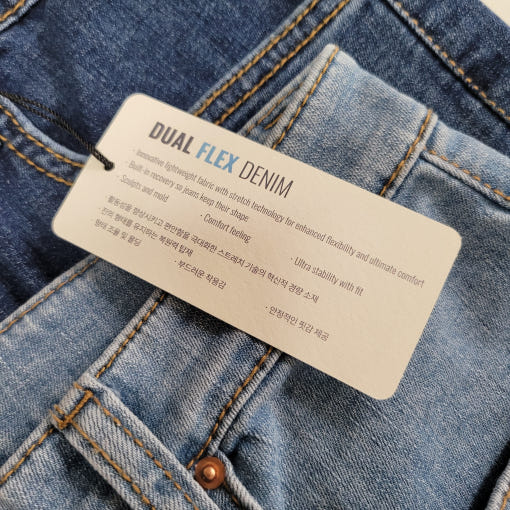 DUAL FLEX DENIM
· Innovative lightweight fabric with stretch technology for enhanced flexibility and ultimate comfort
· Built-in recovery so jeans keep their shape
· Sculpts and mold · Comfort feeling · Ultra stability with fit
· 활동성을 향상시키고 편안함을 극대화한 스트레치 기술의 혁신적 경량 소재
· 진의 형태를 유지하는 복원력 탑재
· 형태 조율 및 몰딩 · 부드러운 착용감 · 안정적인 핏감 제공